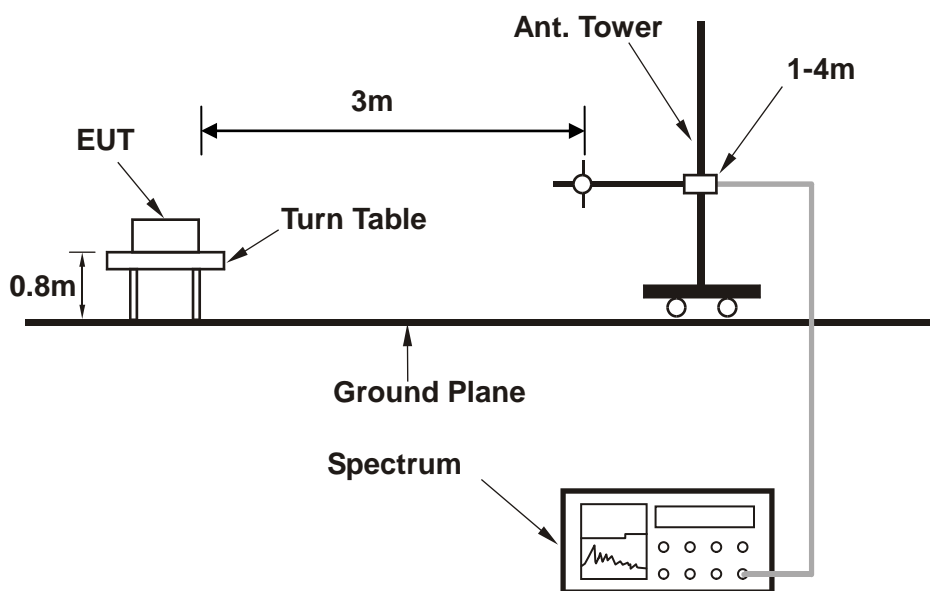 Ant. Tower
1-4m
3m
EUT
Turn Table
0.8m
Ground Plane
Spectrum